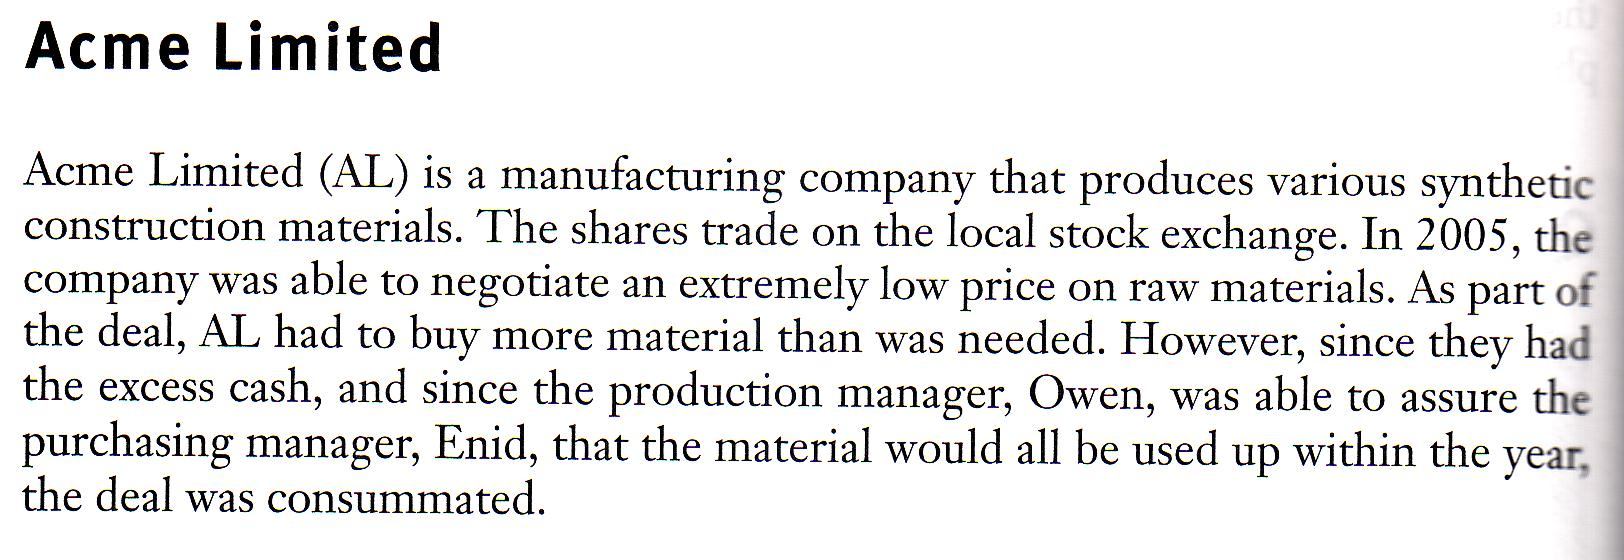 Acme Limited
Acme Limited (AL) is a manufacturing company that produces various synthetic
construction materials. The shares trade on the local stock exchange. In 2005, the
company was able to negotiate an extremely low price on raw materials. As part of
the deal, AL had to buy more material than was needed. However, since they had
the excess cash, and since the production manager, Owen, was able to assure the
purchasing manager, Enid, that the material would all be used up within the year,
the deal was consummated.